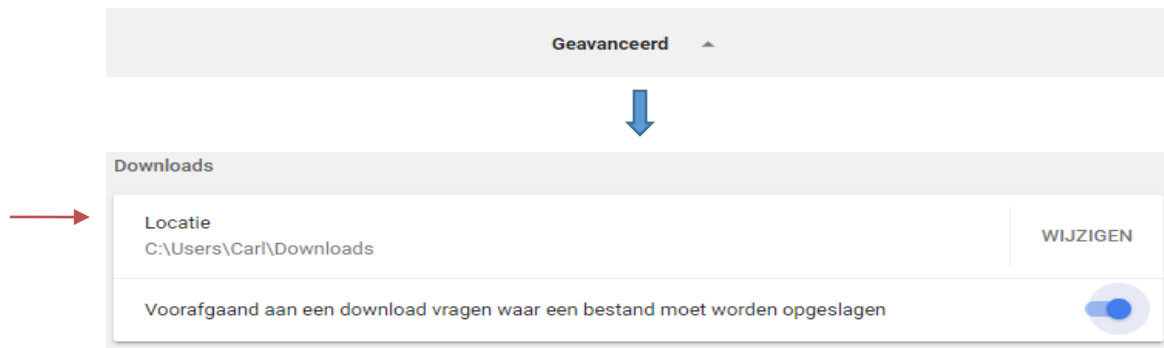 Geavanceerd
Downloads
Locatie
C:\Users\Carl\Downloads
WIJZIGEN
Voorafgaand aan een download vragen waar een bestand moet worden opgeslagen